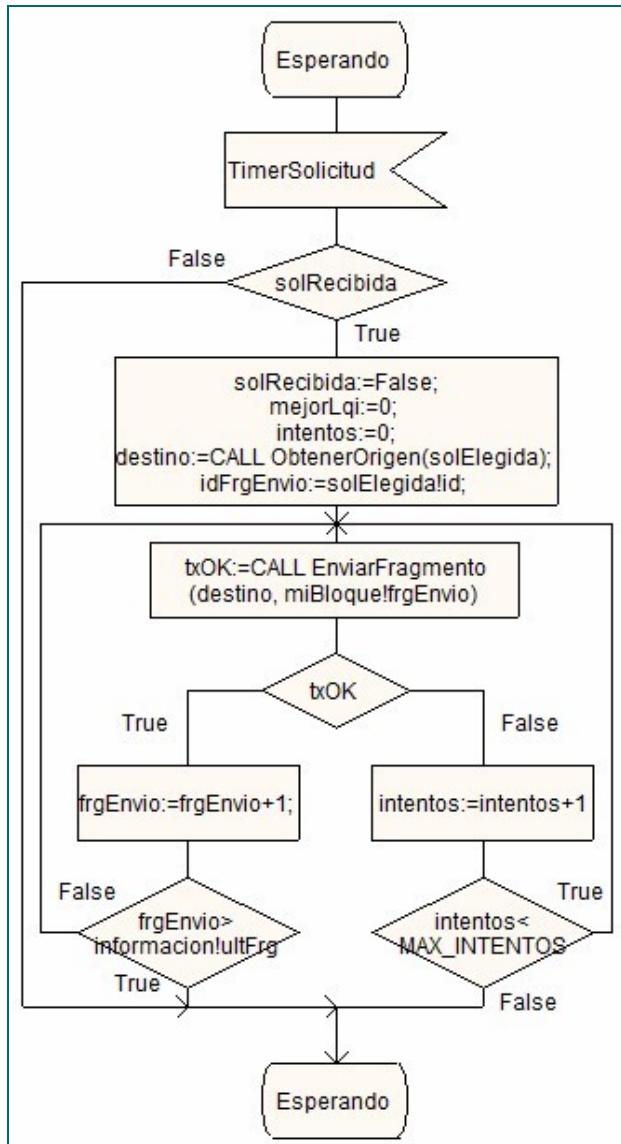 Esperando
TimerSolicitud
False
solRecibida
True
solRecibida:=False;
mejorLqi:=0;
intentos:=0;
destino:=CALL ObtenerOrigen(solElegida);
idFrgEnvio:=solElegida!id;
txOK:=CALL EnviarFragmento
(destino, miBloque!frgEnvio)
txOK
True
False
frgEnvio:=frgEnvio+1;
intentos:=intentos+1
False
True
frgEnvio>
informacion!ultFrg
intentos<
MAX_INTENTOS
True
False
Esperando